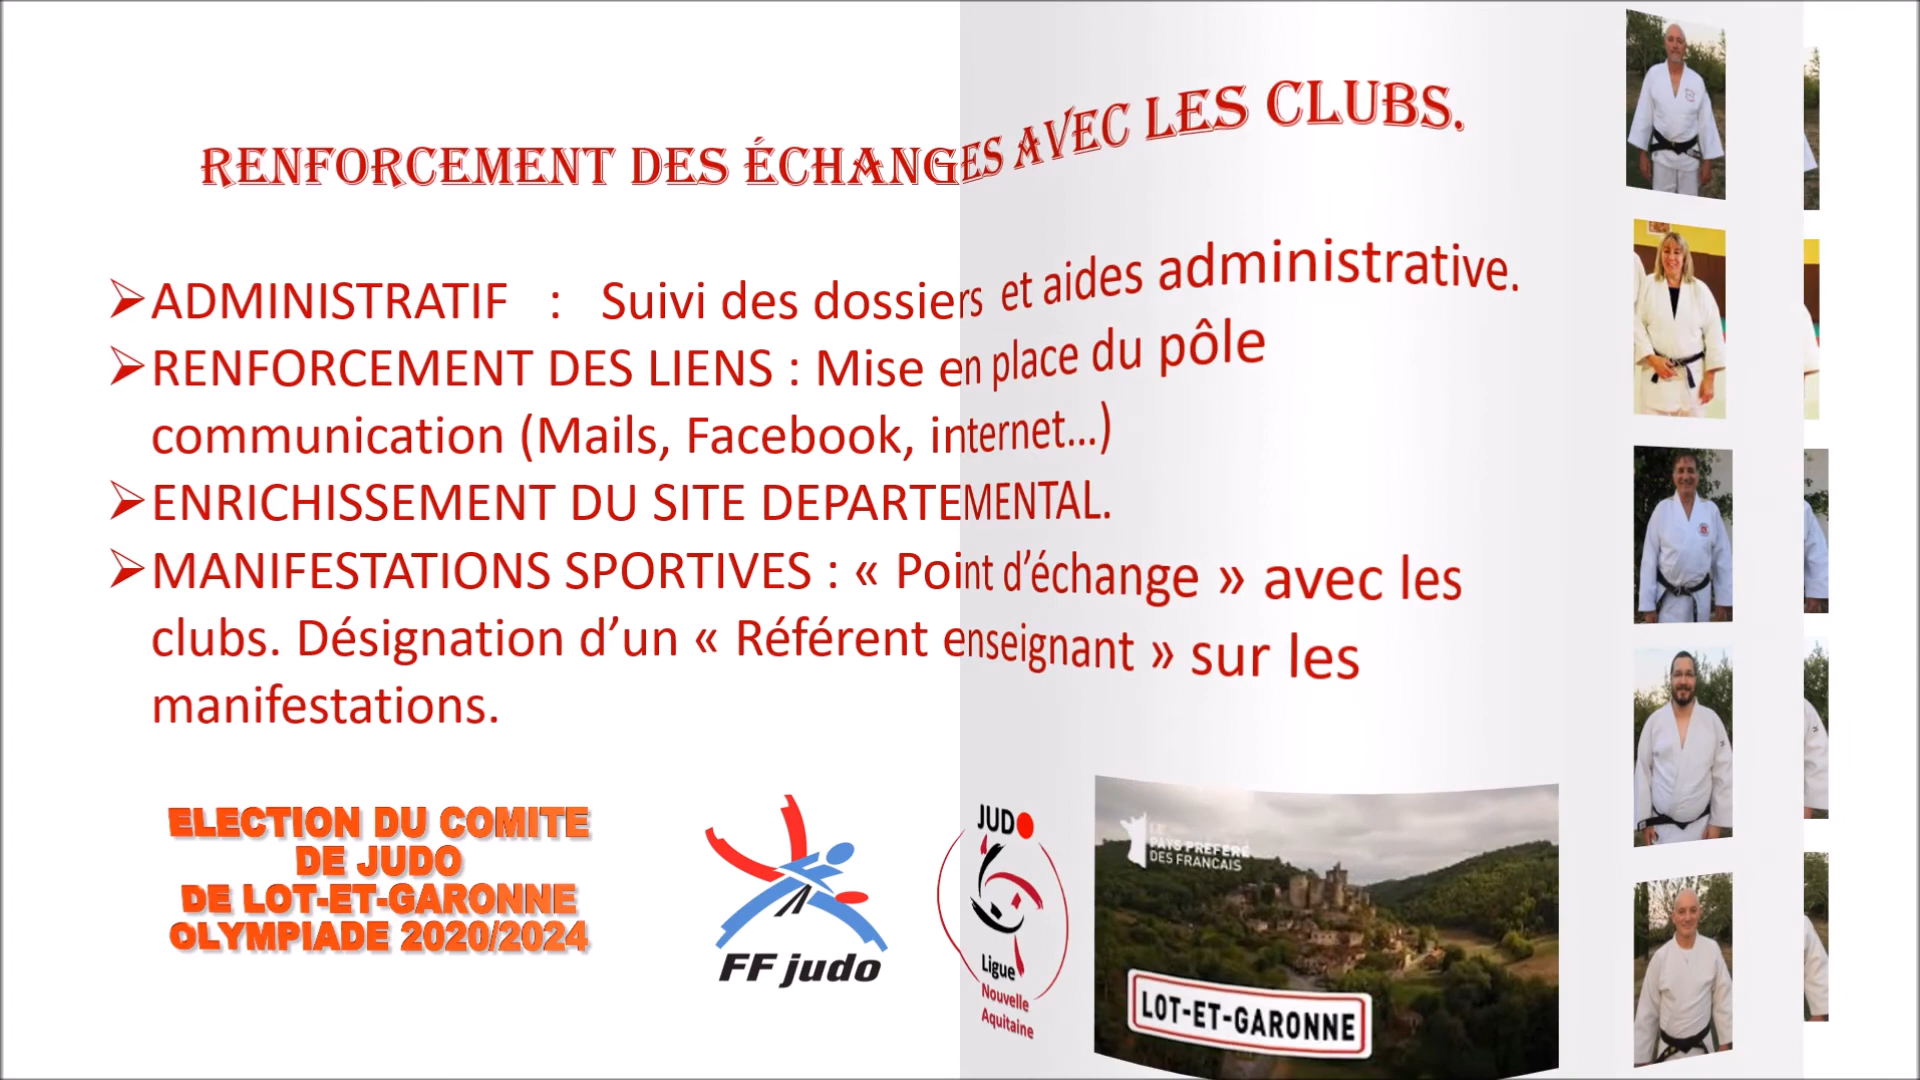 RENFORCEMENT DES ÉCHANGES AVEC LES CLUBS.
➢ADMINISTRATIF : Suivi des dossiers et aides administrative.
➢RENFORCEMENT DES LIENS : Mise en place du pôle
communication (Mails, Facebook, internet...)
➢ENRICHISSEMENT DU SITE DEPARTEMENTAL.
➢MANIFESTATIONS SPORTIVES : « Point d’échange » avec les
clubs. Désignation d’un « Référent enseignant » sur les
manifestations.
ELECTION DU COMITE
DE JUDO
DE LOT-ET-GARONNE
OLYMPIADE 2020/2024
FF judo
JUDO
Ligue
Nouvelle
Aquitaine
LE
PAYS PRÉFÉRÉ
DES FRANCAIS
LOT-ET-GARONNE